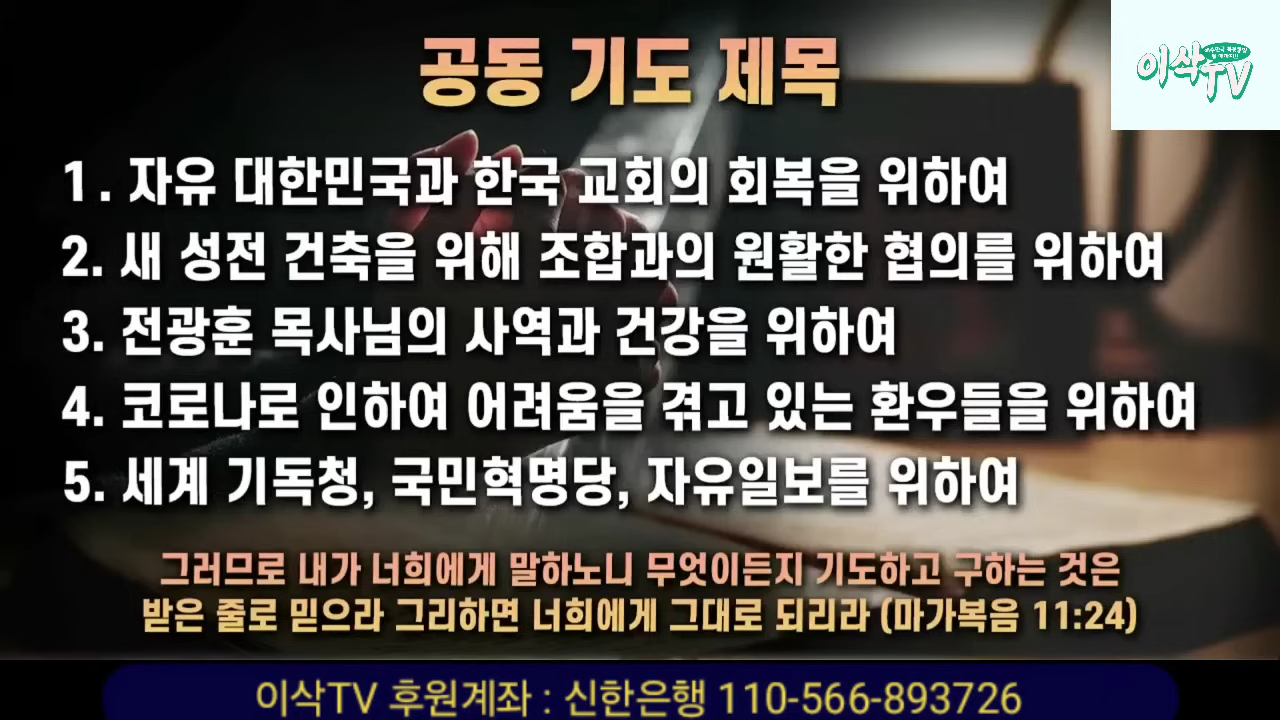 공동 기도 제목
이삭TV
1. 자유 대한민국과 한국 교회의 회복을 위하여
2. 새 성전 건축을 위해 조합과의 원활한 협의를 위하여
3. 전광훈 목사님의 사역과 건강을 위하여
4. 코로나로 인하여 어려움을 겪고 있는 환우들을 위하여
5. 세계 기독청, 국민혁명당, 자유일보를 위하여
그러므로 내가 너희에게 말하노니 무엇이든지 기도하고 구하는 것은
받은 줄로 믿으라 그리하면 너희에게 그대로 되리라 (마가복음 11:24)
이삭TV 후원계좌 : 신한은행 110-566-893726